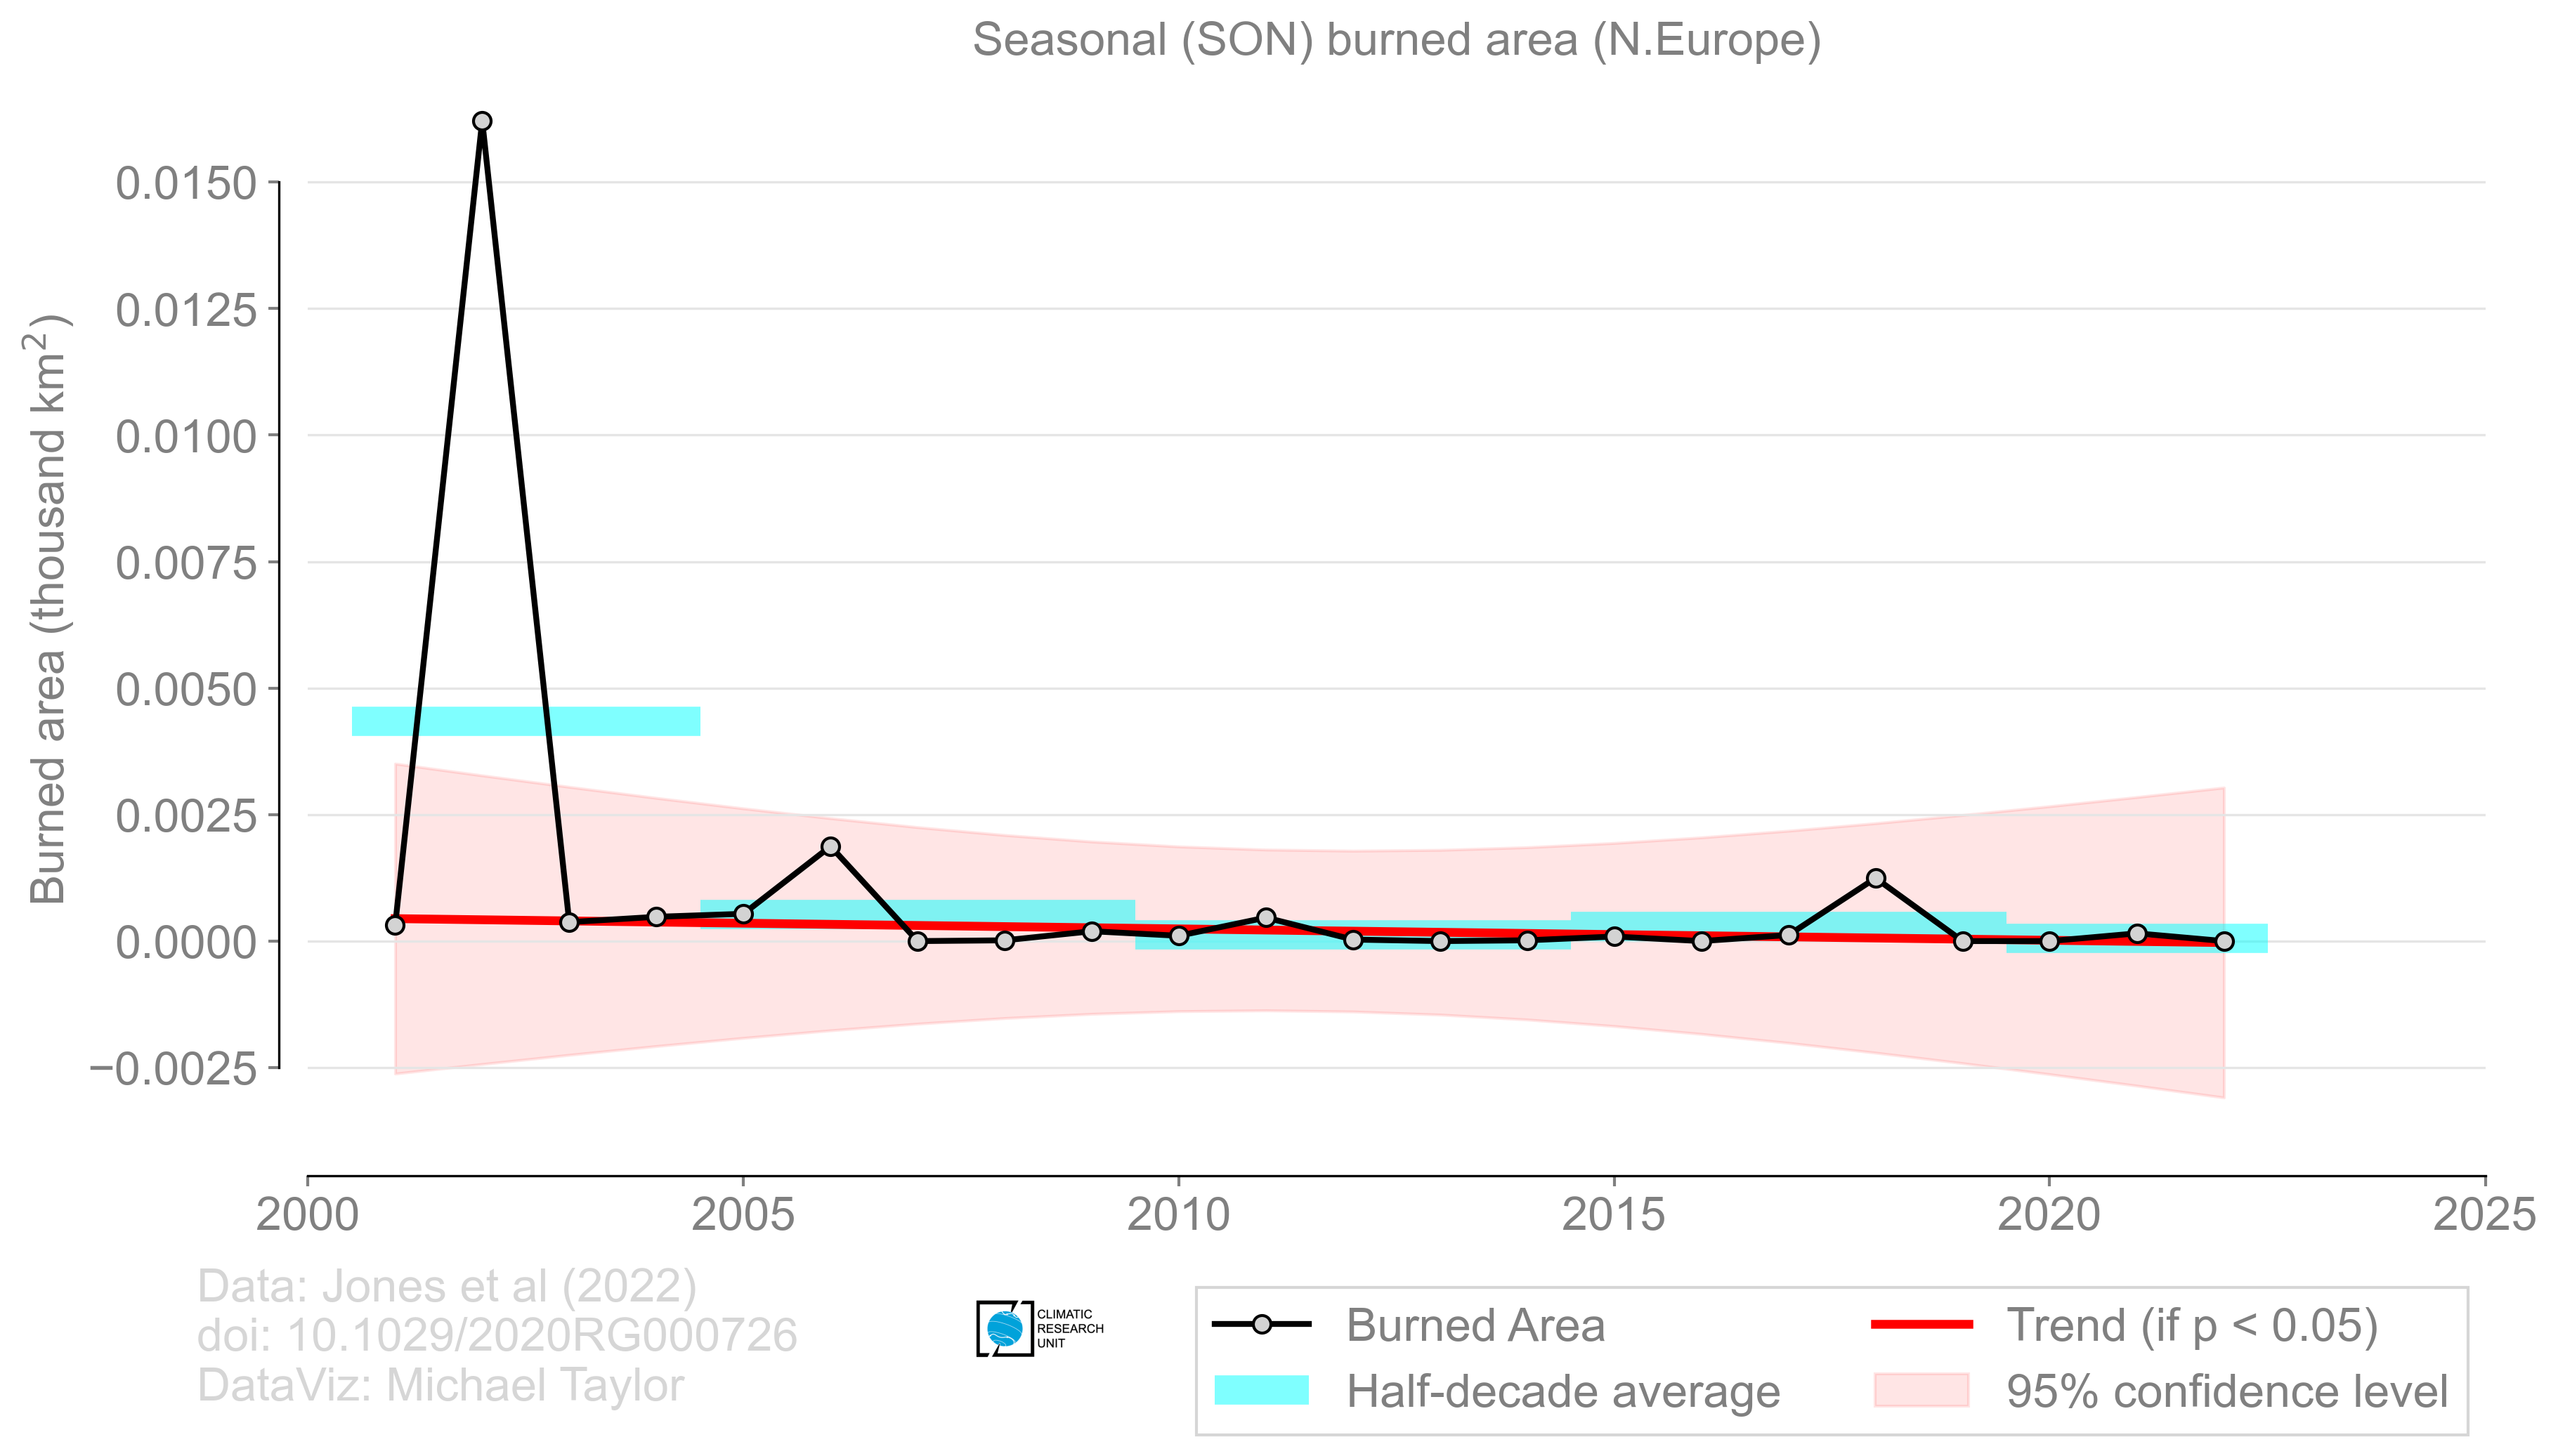 Seasonal (SON) burned area (N.Europe)
Burned area (thousand km²)
0.0150
0.0125
0.0100
0.0075
0.0050
0.0025
0.0000
−0.0025
2000 2005 2010 2015 2020 2025
Data: Jones et al (2022)
doi: 10.1029/2020RG000726
DataViz: Michael Taylor
CLIMATIC
RESEARCH
UNIT
Burned Area
Half-decade average
Trend (if p < 0.05)
95% confidence level